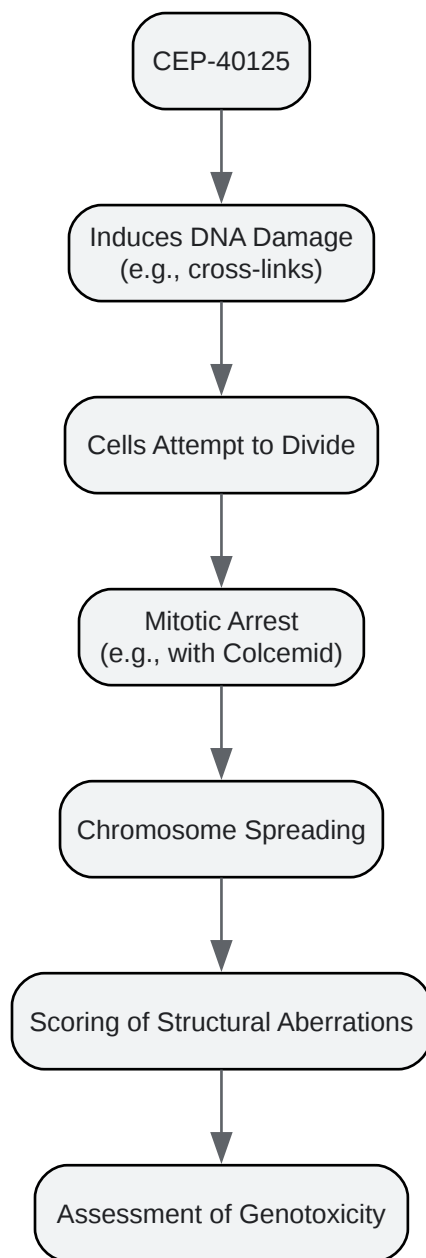 CEP-40125
Induces DNA Damage
(e.g., cross-links)
Cells Attempt to Divide
Mitotic Arrest
(e.g., with Colcemid)
Chromosome Spreading
Scoring of Structural Aberrations
Assessment of Genotoxicity